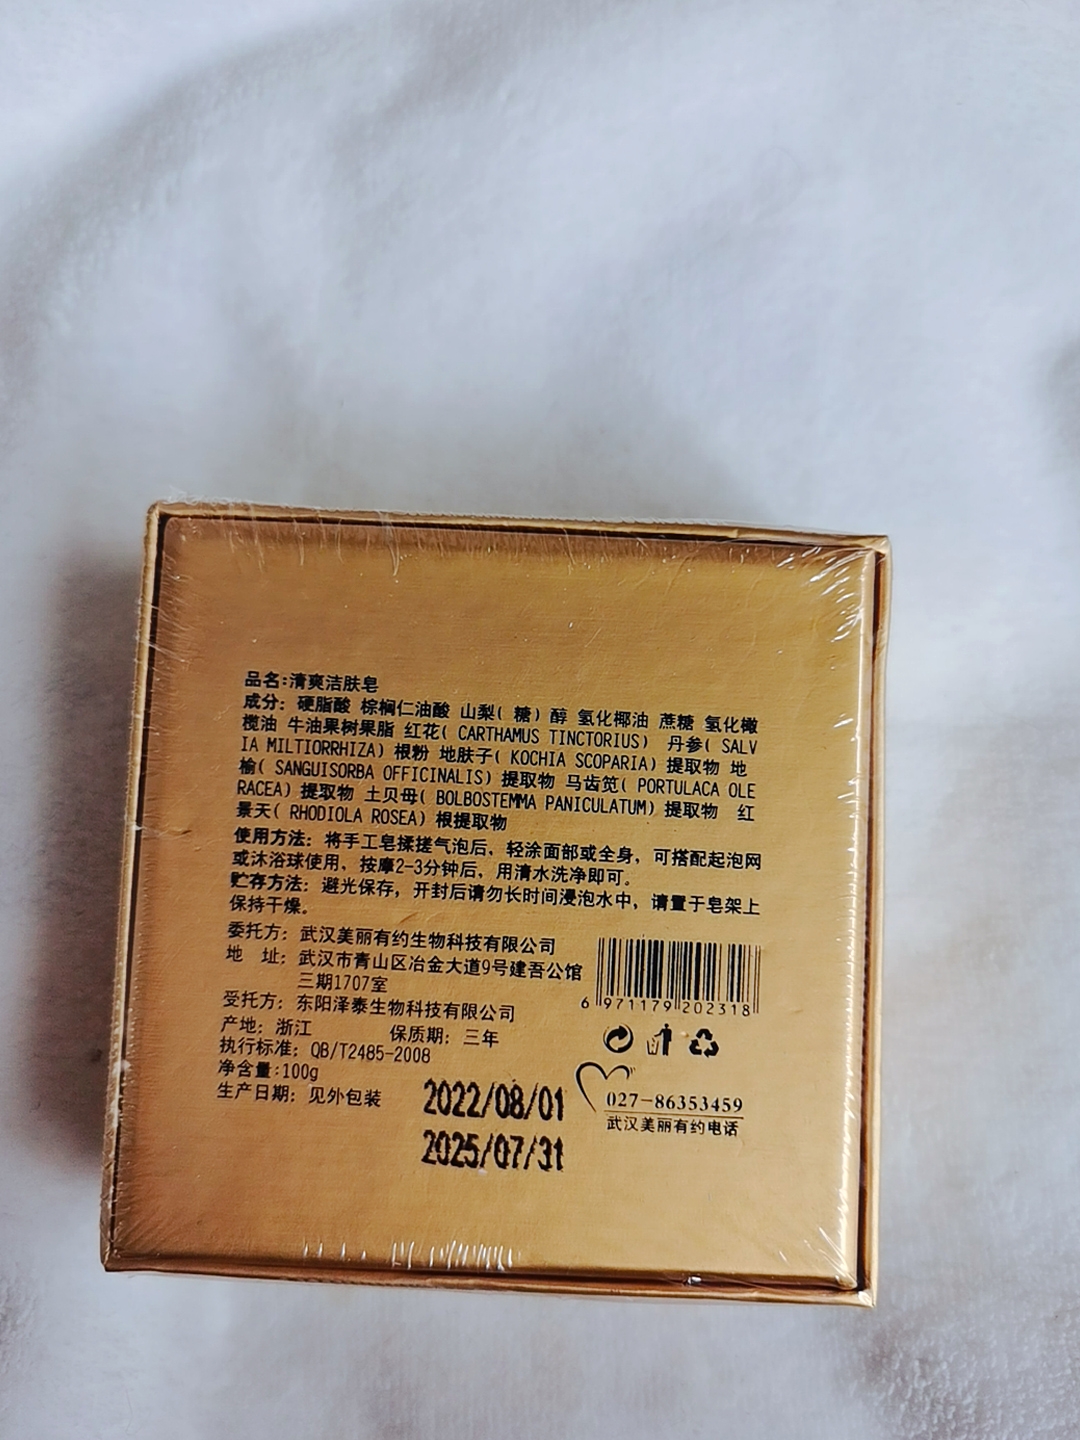 品名:清爽洁肤皂
成分: 硬脂酸 棕榈仁油酸 山梨( 糖) 醇 氢化椰油 蔗糖 氢化橄
榄油 牛油果树果脂 红花( CARTHAMUS TINCTORIUS) 丹参( SALV
IA MILTIORRHIZA) 根粉 地肤子( KOCHIA SCOPARIA) 提取物 地
榆( SANGUISORBA OFFICINALIS) 提取物 马齿笕( PORTULACA OLE
RACEA) 提取物 土贝母( BOLBOSTEMMA PANICULATUM) 提取物 红
景天( RHODIOLA ROSEA) 根提取物
使用方法: 将手工皂揉搓气泡后, 轻涂面部或全身, 可搭配起泡网
或沐浴球使用, 按摩2-3分钟后, 用清水洗净即可。
贮存方法: 避光保存, 开封后请勿长时间浸泡水中, 请置于皂架上
保持干燥。
委托方: 武汉美丽有约生物科技有限公司
地 址: 武汉市青山区冶金大道9号建吾公馆
三期1707室
受托方: 东阳泽泰生物科技有限公司
产地: 浙江 保质期: 三年
执行标准: QB/T2485-2008
净含量:100g
生产日期: 见外包装
2022/08/01
2025/07/31
6 971179 202318
027-86353459
武汉美丽有约电话